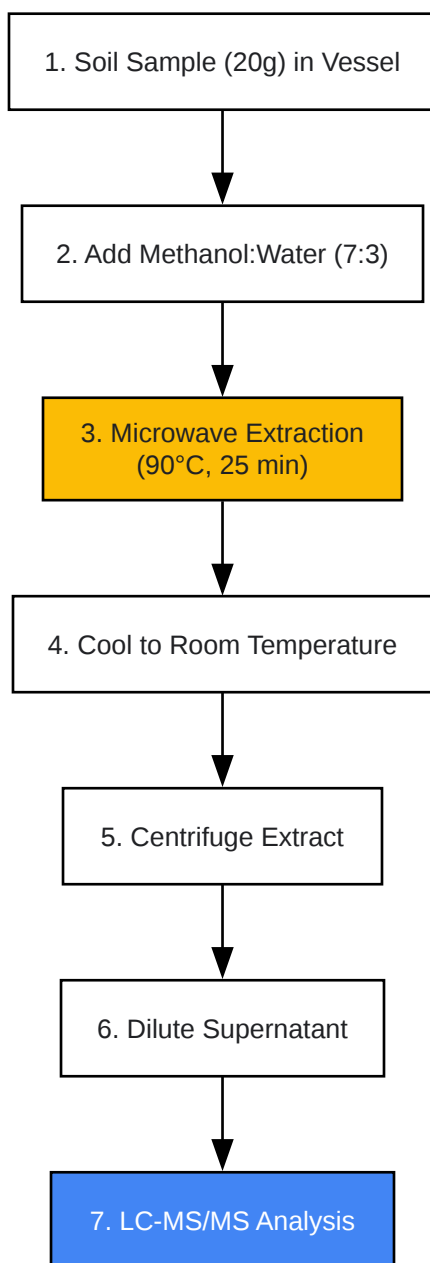 1. Soil Sample (20g) in Vessel
2. Add Methanol:Water (7:3)
3. Microwave Extraction
(90°C, 25 min)
4. Cool to Room Temperature
5. Centrifuge Extract
6. Dilute Supernatant
7. LC-MS/MS Analysis